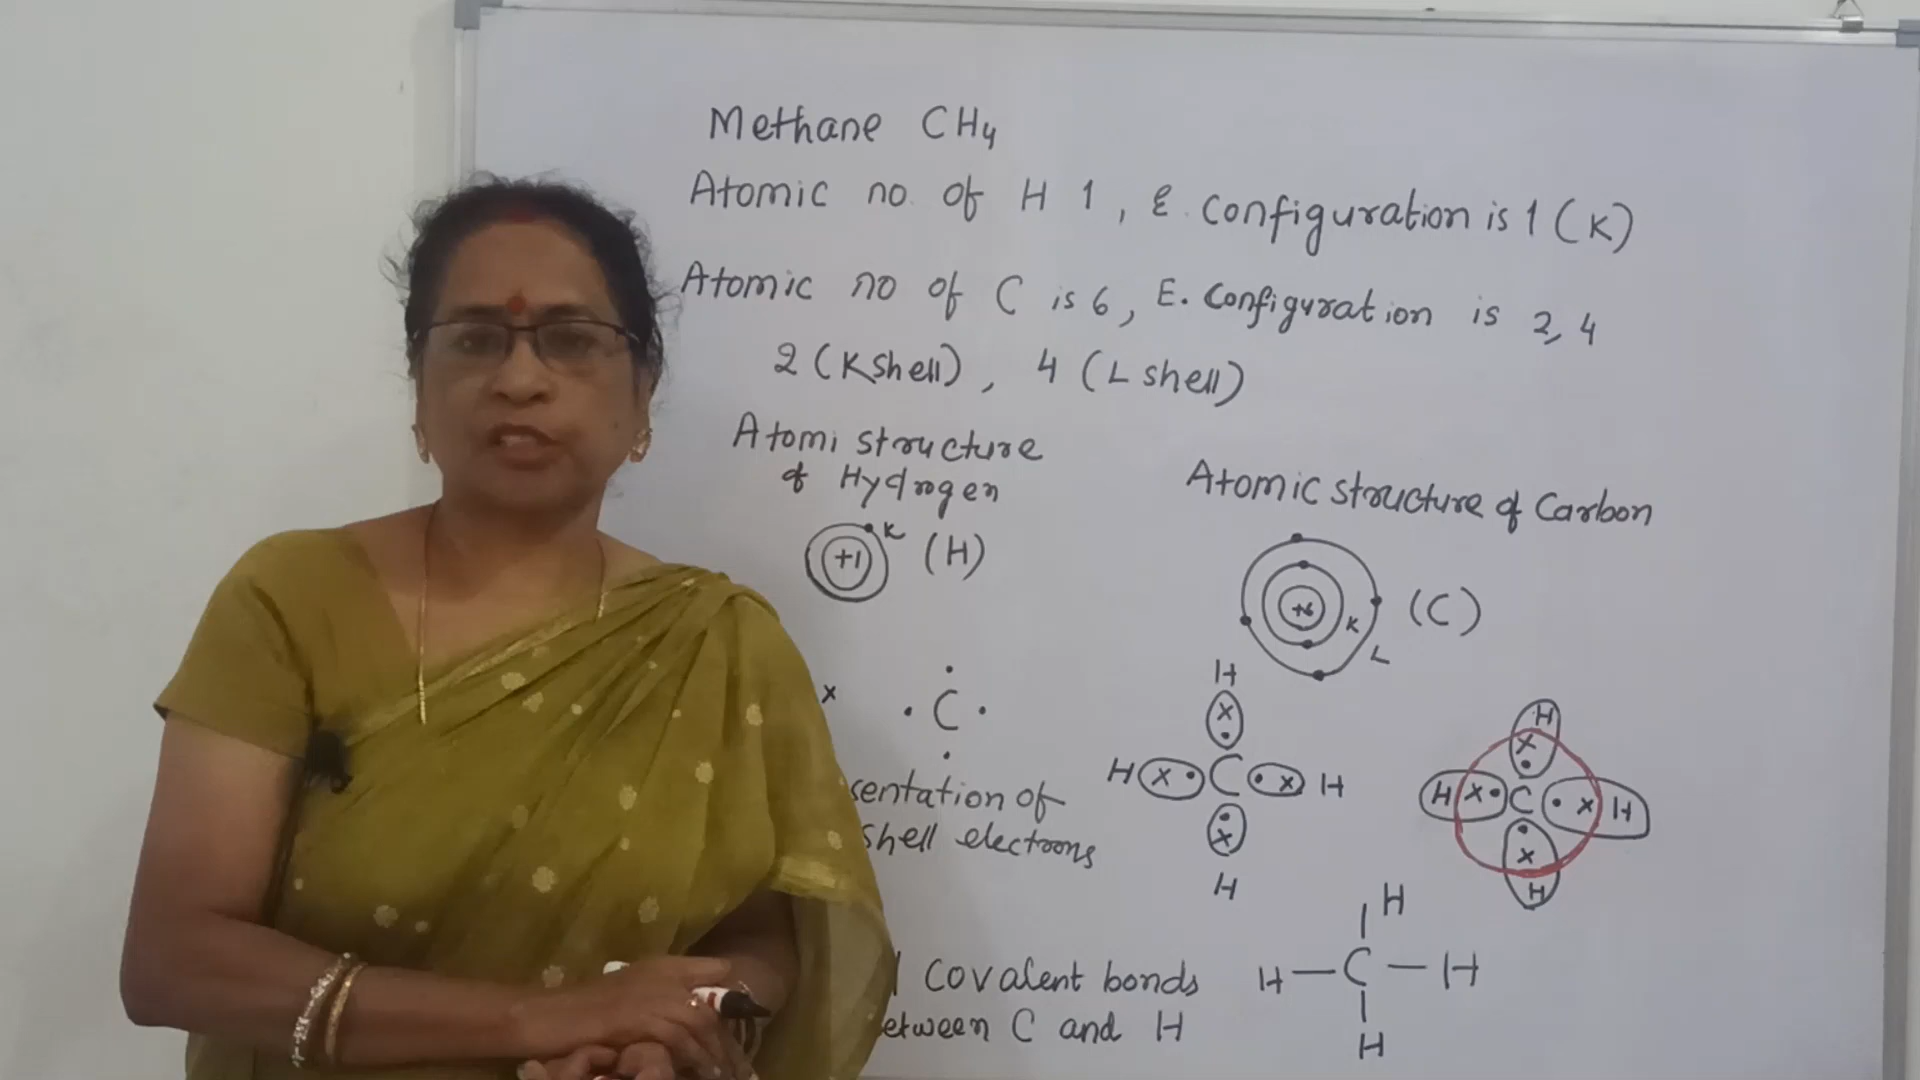 Methane CH4
Atomic no. of H 1, E. Configuration is 1 (K)
Atomic no of C is 6, E. Configuration is 2,4
2 (K shell), 4 (L shell)
Atomi structure
of Hydrogen
+1 K (H)
Atomic structure of Carbon
+6 K L (C)
x
. C .
sentation of
shell electrons
H
x
H x . C . x H
x
H
H
x
H x . C . x H
x
H
Covalent bonds
etween C and H
H
H — C — H
H